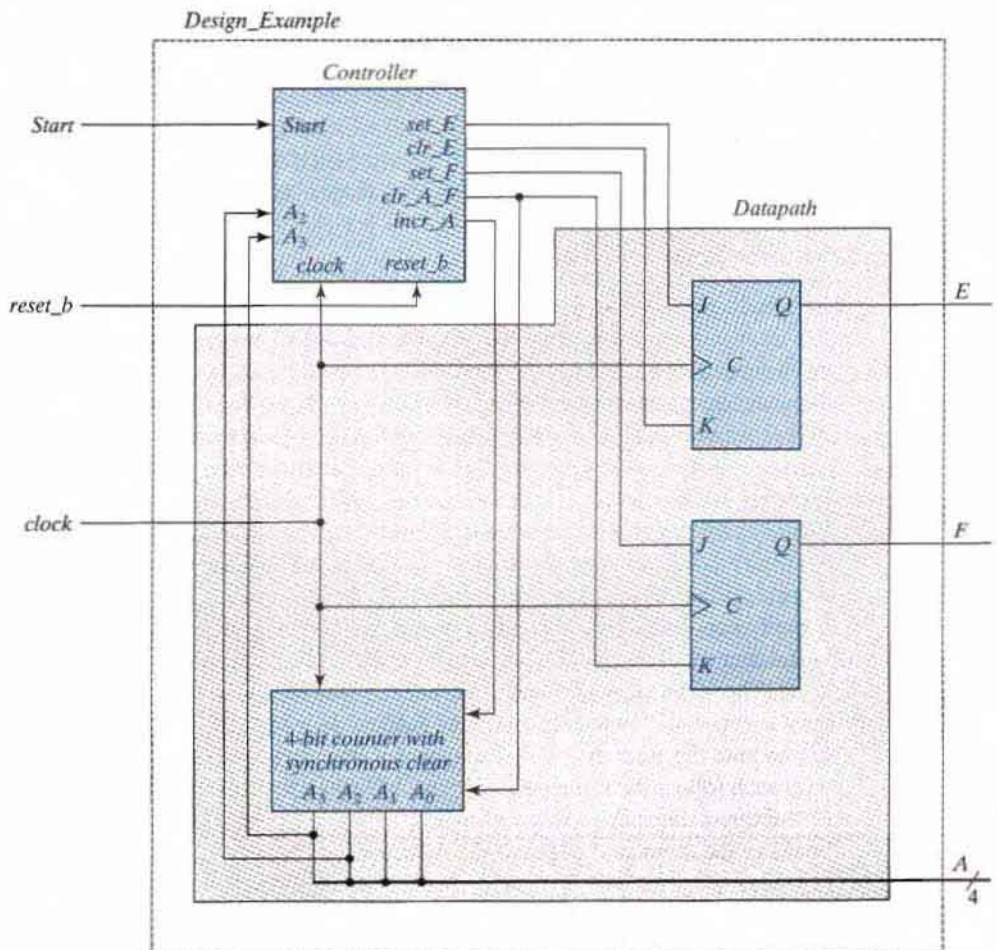 Design_Example
Controller
Start
Start
set_E
clr_E
set_F
clr_A_F
incr_A
A₂
A₃
clock
reset_b
reset_b
Datapath
J
Q
E
C
K
clock
J
Q
F
C
K
4-bit counter with
synchronous clear
A₃ A₂ A₁ A₀
A
4